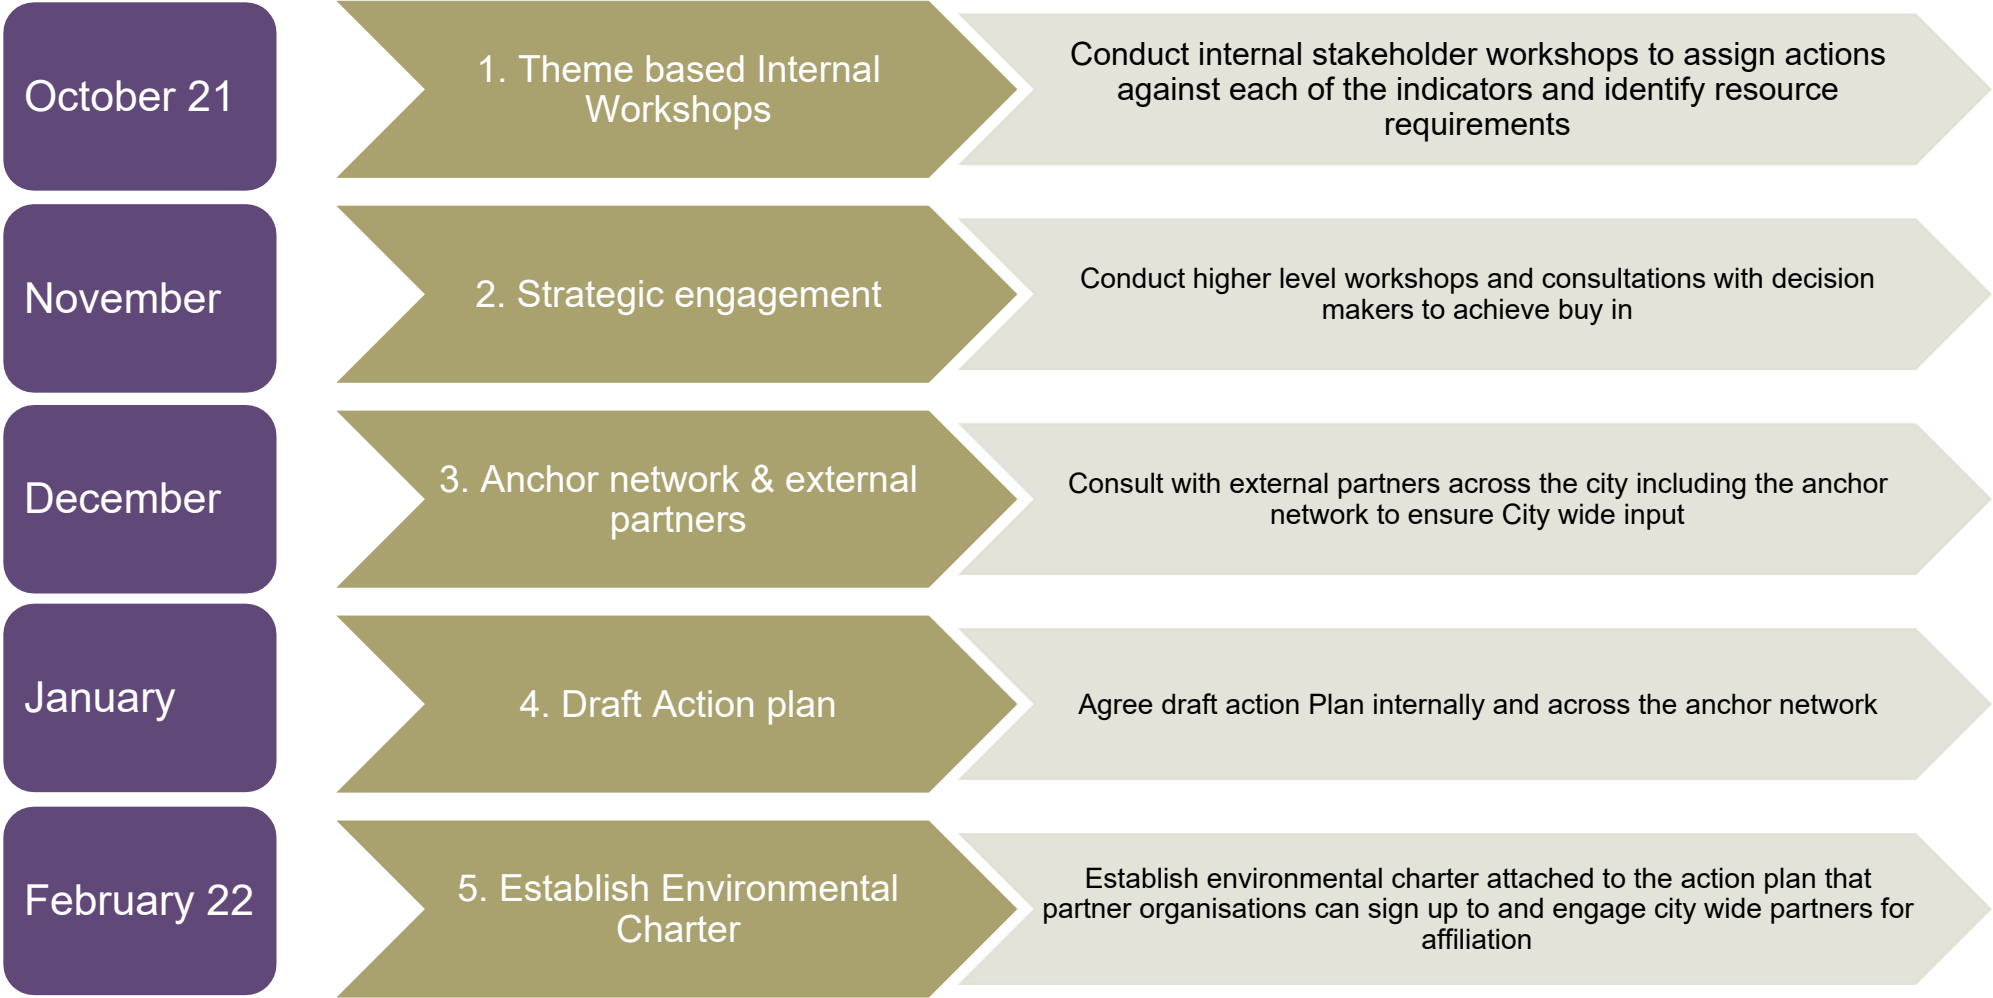 October 21
1. Theme based Internal
Workshops
Conduct internal stakeholder workshops to assign actions
against each of the indicators and identify resource
requirements
November
2. Strategic engagement
Conduct higher level workshops and consultations with decision
makers to achieve buy in
December
3. Anchor network & external
partners
Consult with external partners across the city including the anchor
network to ensure City wide input
January
4. Draft Action plan
Agree draft action Plan internally and across the anchor network
February 22
5. Establish Environmental
Charter
Establish environmental charter attached to the action plan that
partner organisations can sign up to and engage city wide partners for
affiliation